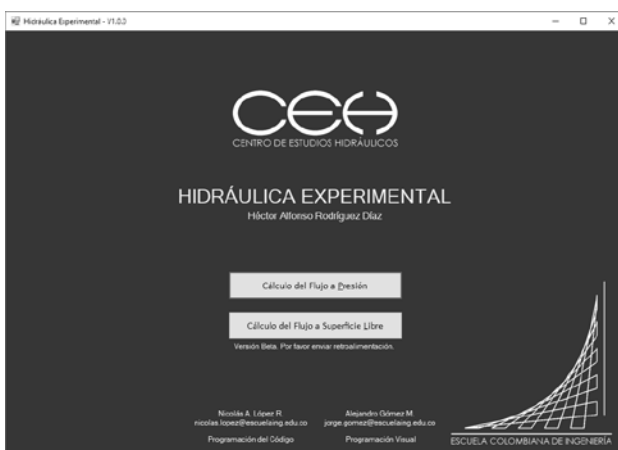 Hidráulica Experimental - V1.0.0
CEH
CENTRO DE ESTUDIOS HIDRÁULICOS
HIDRÁULICA EXPERIMENTAL
Héctor Alfonso Rodríguez Díaz
Cálculo del Flujo a Presión
Cálculo del Flujo a Superficie Libre
Versión Beta. Por favor enviar retroalimentación.
Nicolás A. López R.
nicolas.lopez@escuelaing.edu.co
Programación del Código
Alejandro Gómez M.
jorge.gomez@escuelaing.edu.co
Programación Visual
ESCUELA COLOMBIANA DE INGENIERÍA